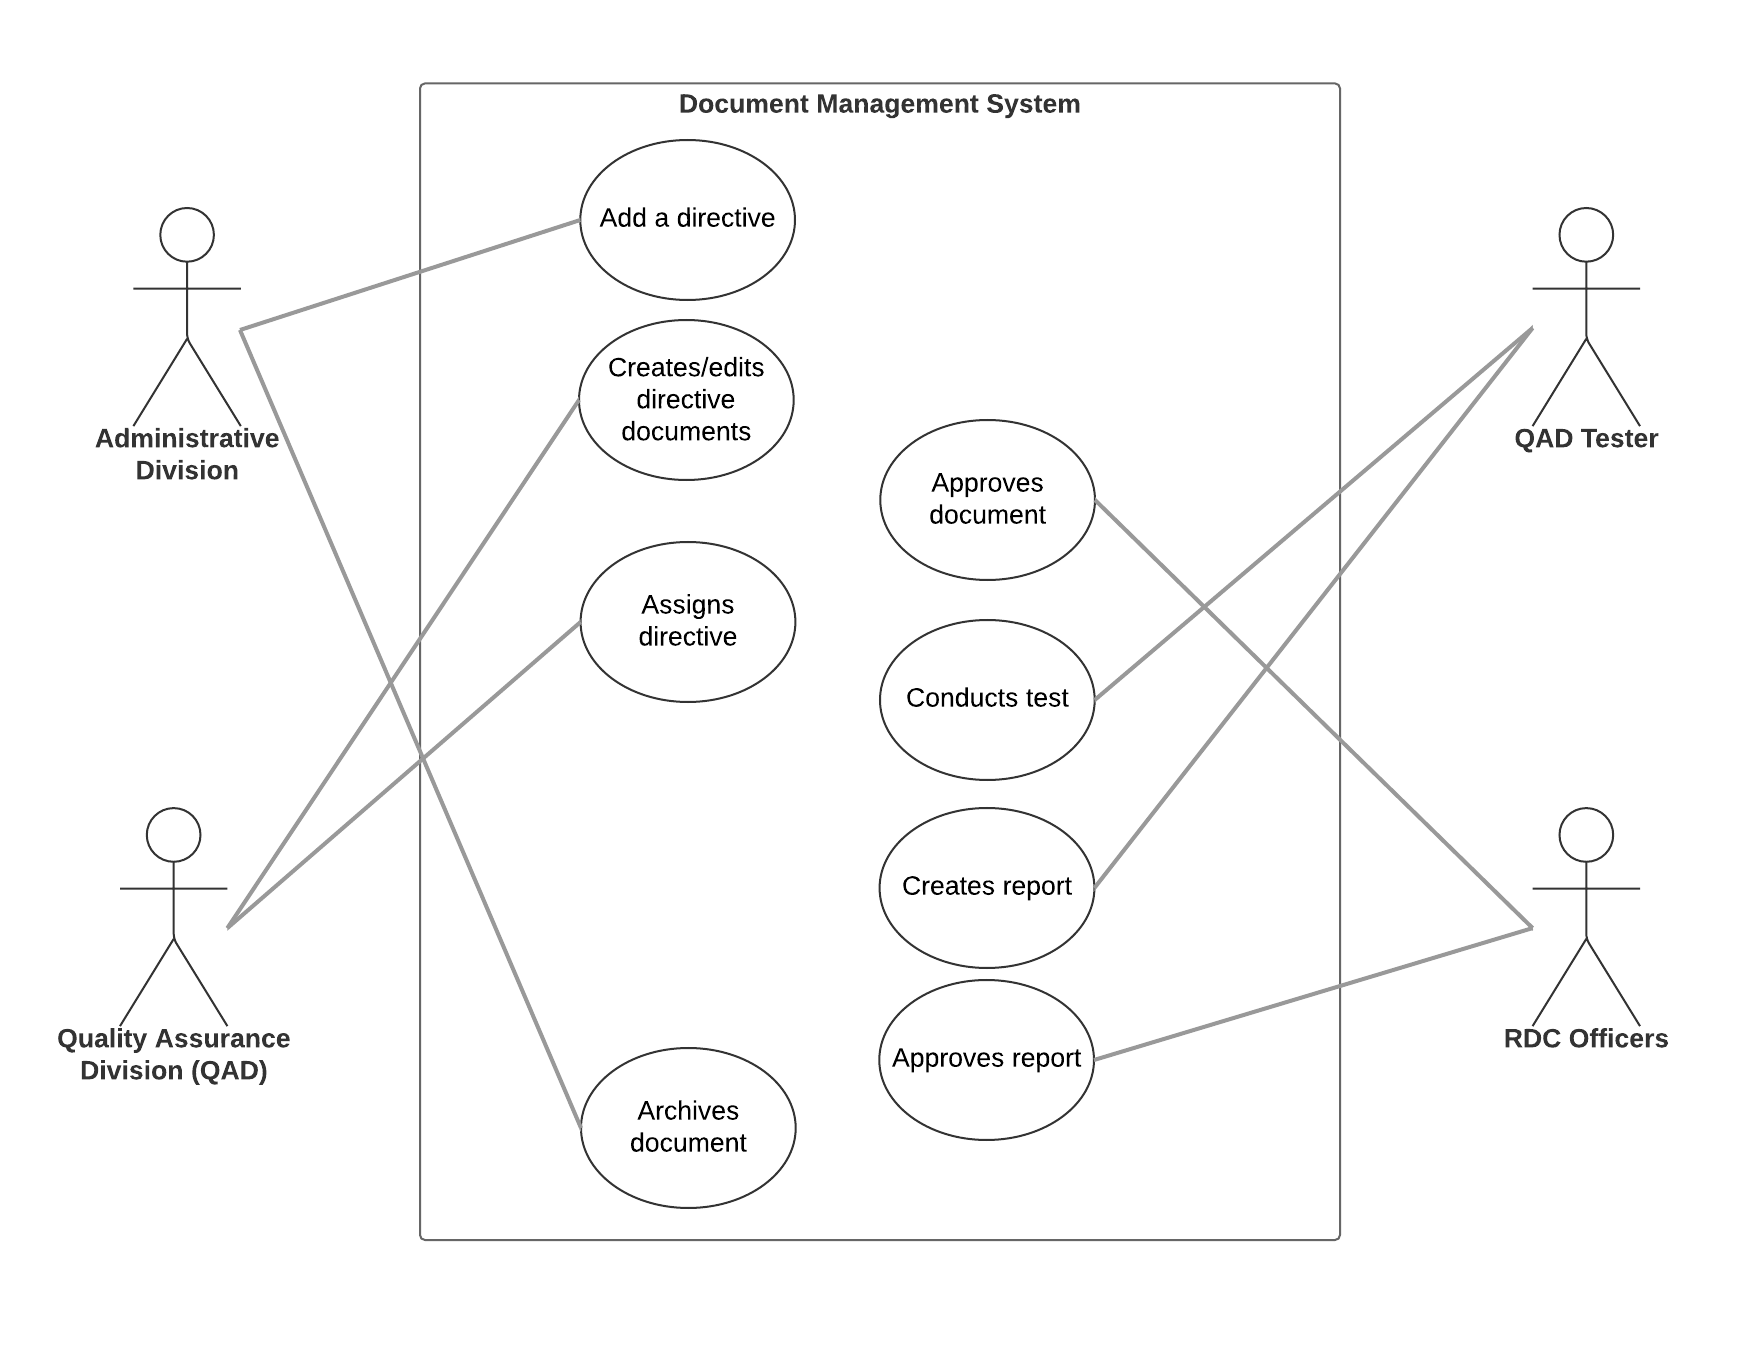 Document Management System
Add a directive
Creates/edits
directive
documents
Administrative
Division
QAD Tester
Approves
document
Assigns
directive
Conducts test
Creates report
Quality Assurance
Division (QAD)
RDC Officers
Approves report
Archives
document